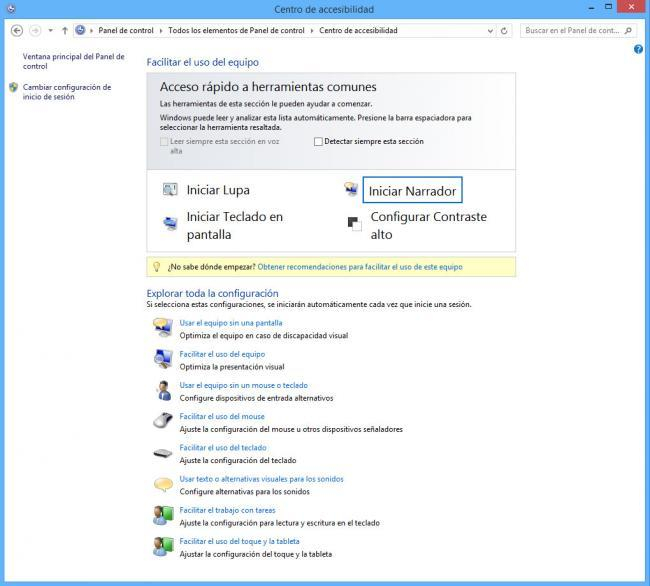 Centro de accesibilidad
Panel de control
Todos los elementos de Panel de control
Centro de accesibilidad
Buscar en el Panel de cont...
Ventana principal del Panel de
control
Cambiar configuración de
inicio de sesión
Facilitar el uso del equipo
Acceso rápido a herramientas comunes
Las herramientas de esta sección le pueden ayudar a comenzar.
Windows puede leer y analizar esta lista automáticamente. Presione la barra espaciadora para
seleccionar la herramienta resaltada.
Leer siempre esta sección en voz
alta
Detectar siempre esta sección
Iniciar Lupa
Iniciar Narrador
Iniciar Teclado en
pantalla
Configurar Contraste
alto
¿No sabe dónde empezar? Obtener recomendaciones para facilitar el uso de este equipo
Explorar toda la configuración
Si selecciona estas configuraciones, se iniciarán automáticamente cada vez que inicie una sesión.
Usar el equipo sin una pantalla
Optimiza el equipo en caso de discapacidad visual
Facilitar el uso del equipo
Optimiza la presentación visual
Usar el equipo sin un mouse o teclado
Configure dispositivos de entrada alternativos
Facilitar el uso del mouse
Ajuste la configuración del mouse u otros dispositivos señaladores
Facilitar el uso del teclado
Ajuste la configuración del teclado
Usar texto o alternativas visuales para los sonidos
Configure alternativas para los sonidos
Facilitar el trabajo con tareas
Ajuste la configuración para lectura y escritura en el teclado
Facilitar el uso del toque y la tableta
Ajustar la configuración del toque y la tableta